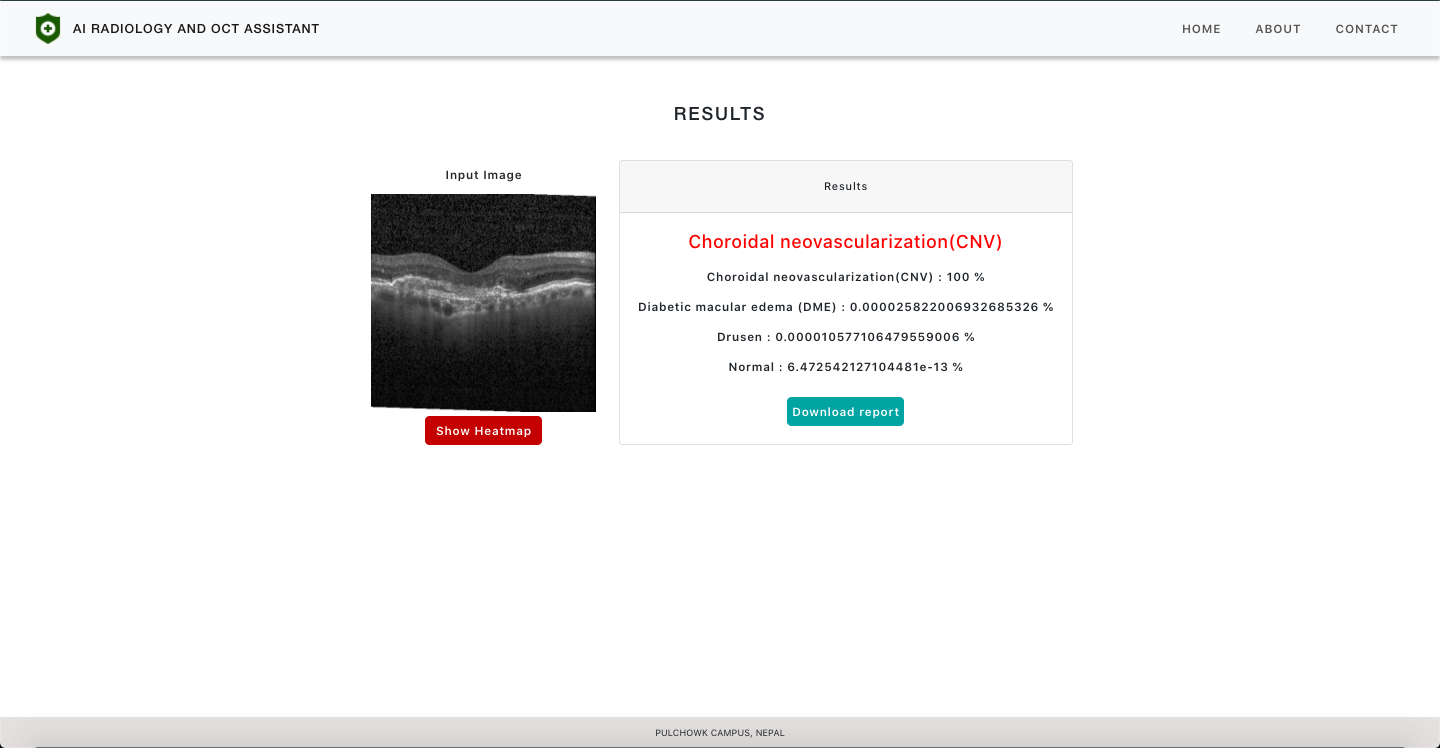 AI RADIOLOGY AND OCT ASSISTANT
HOME ABOUT CONTACT
RESULTS
Input Image
Show Heatmap
Results
Choroidal neovascularization(CNV)
Choroidal neovascularization(CNV) : 100 %
Diabetic macular edema (DME) : 0.000025822006932685326 %
Drusen : 0.000010577106479559006 %
Normal : 6.472542127104481e-13 %
Download report
PULCHOWK CAMPUS, NEPAL